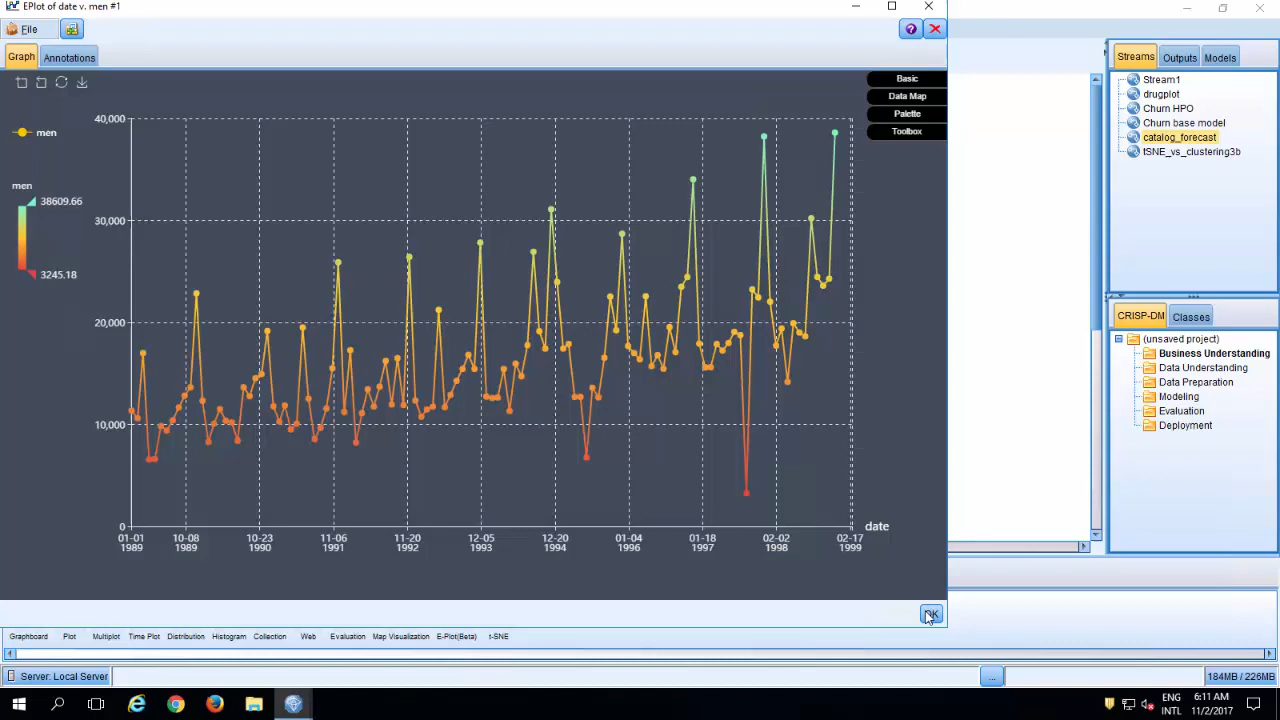 EPlot of date v. men #1
File
Graph
Annotations
Basic
Data Map
Palette
Toolbox
men
men
38609.66
3245.18
40,000
30,000
20,000
10,000
0
date
01-01 10-08 10-23 11-06 11-20 12-05 12-20 01-04 01-18 02-02 02-17
1989 1989 1990 1991 1992 1993 1994 1996 1997 1998 1999
OK
Streams
Outputs
Models
Stream1
drugplot
Churn HPO
Churn base model
catalog_forecast
tSNE_vs_clustering3b
CRISP-DM
Classes
(unsaved project)
Business Understanding
Data Understanding
Data Preparation
Modeling
Evaluation
Deployment
Graphboard Plot Multiplot Time Plot Distribution Histogram Collection Web Evaluation Map Visualization E-Plot(Beta) t-SNE
Server: Local Server
...
184MB / 226MB
ENG
INTL
6:11 AM
11/2/2017